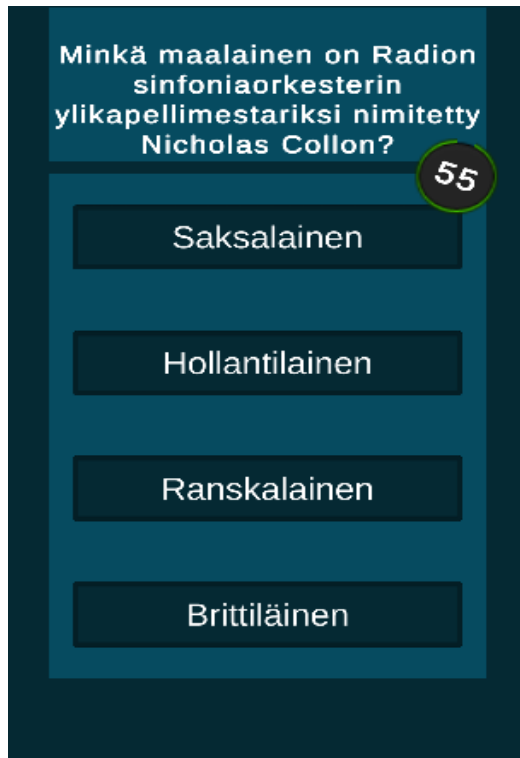 Minkä maalainen on Radion
sinfoniaorkesterin
ylikapellimestariksi nimitetty
Nicholas Collon?
55
Saksalainen
Hollantilainen
Ranskalainen
Brittiläinen